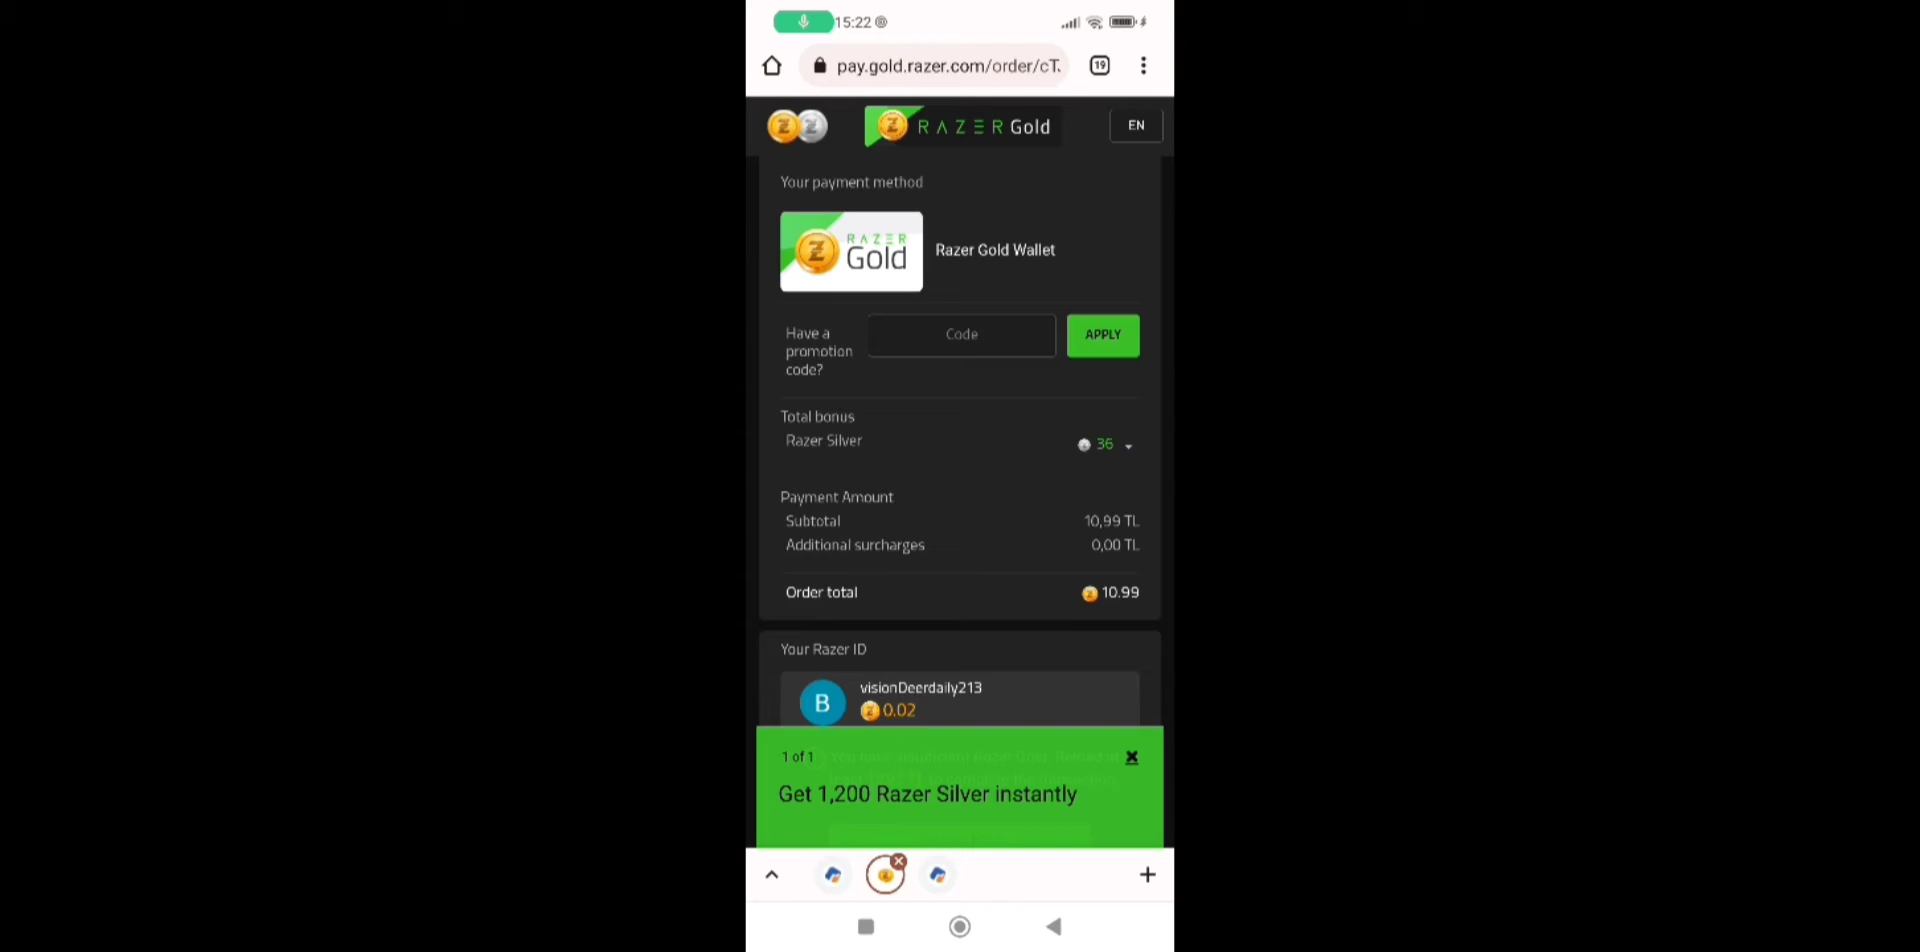 15:22
pay.gold.razer.com/order/cT
19
RAZER Gold
EN
Your payment method
RAZER
Gold
Razer Gold Wallet
Have a
promotion
code?
Code
APPLY
Total bonus
Razer Silver
36
Payment Amount
Subtotal
10,99 TL
Additional surcharges
0,00 TL
Order total
10.99
Your Razer ID
B
visionDeerdaily213
0.02
1 of 1
Get 1,200 Razer Silver instantly